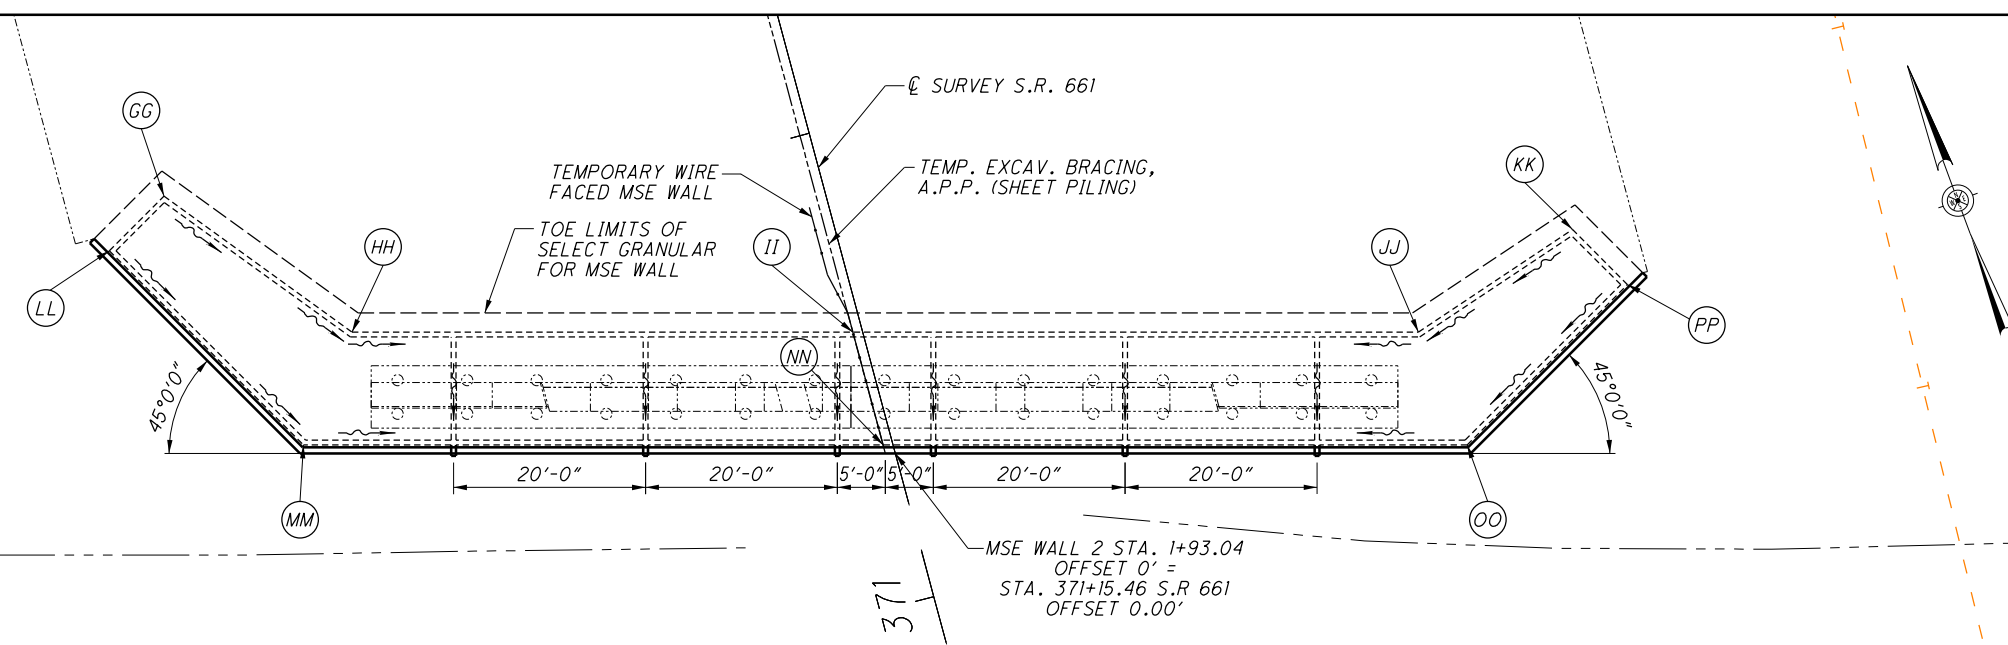 ℄ SURVEY S.R. 661
GG
TEMPORARY WIRE
FACED MSE WALL
TEMP. EXCAV. BRACING,
A.P.P. (SHEET PILING)
KK
TOE LIMITS OF
SELECT GRANULAR
FOR MSE WALL
HH
II
JJ
LL
PP
NN
45°0'0"
45°0'0"
20'-0"
20'-0"
5'-0"
5'-0"
20'-0"
20'-0"
MM
OO
MSE WALL 2 STA. 1+93.04
OFFSET 0' =
STA. 371+15.46 S.R 661
OFFSET 0.00'
371